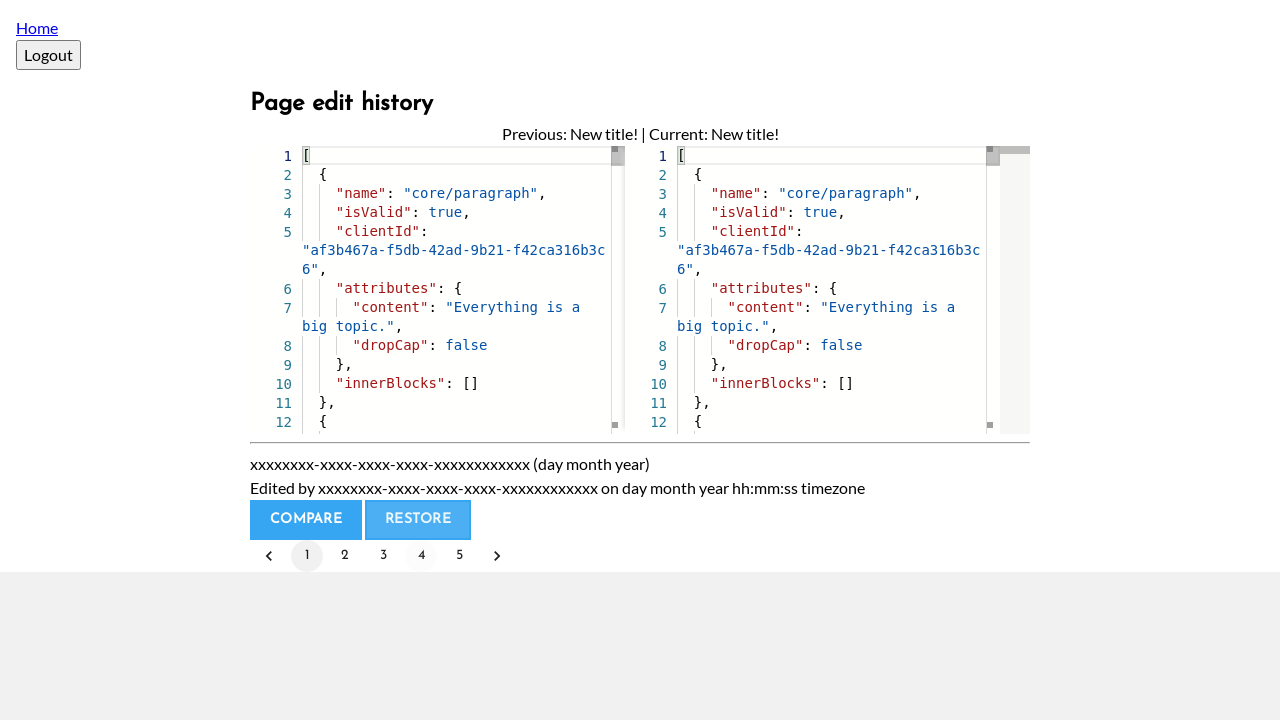 Home
Logout
Page edit history
Previous: New title! | Current: New title!
1 [
2 {
3 "name": "core/paragraph",
4 "isValid": true,
5 "clientId":
"af3b467a-f5db-42ad-9b21-f42ca316b3c
6",
6 "attributes": {
7 "content": "Everything is a
big topic.",
8 "dropCap": false
9 },
10 "innerBlocks": []
11 },
12 {
1 [
2 {
3 "name": "core/paragraph",
4 "isValid": true,
5 "clientId":
"af3b467a-f5db-42ad-9b21-f42ca316b3c
6",
6 "attributes": {
7 "content": "Everything is a
big topic.",
8 "dropCap": false
9 },
10 "innerBlocks": []
11 },
12 {
xxxxxxxx-xxxx-xxxx-xxxx-xxxxxxxxxxxx (day month year)
Edited by xxxxxxxx-xxxx-xxxx-xxxx-xxxxxxxxxxxx on day month year hh:mm:ss timezone
COMPARE RESTORE
1 2 3 4 5